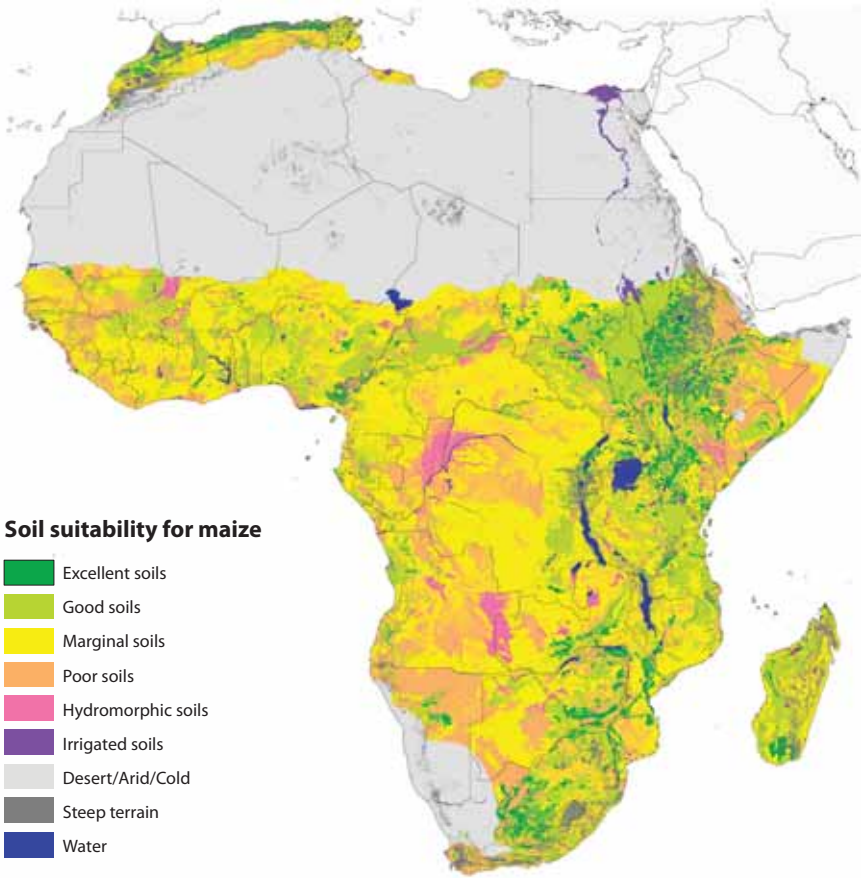 Soil suitability for maize
Excellent soils
Good soils
Marginal soils
Poor soils
Hydromorphic soils
Irrigated soils
Desert/Arid/Cold
Steep terrain
Water